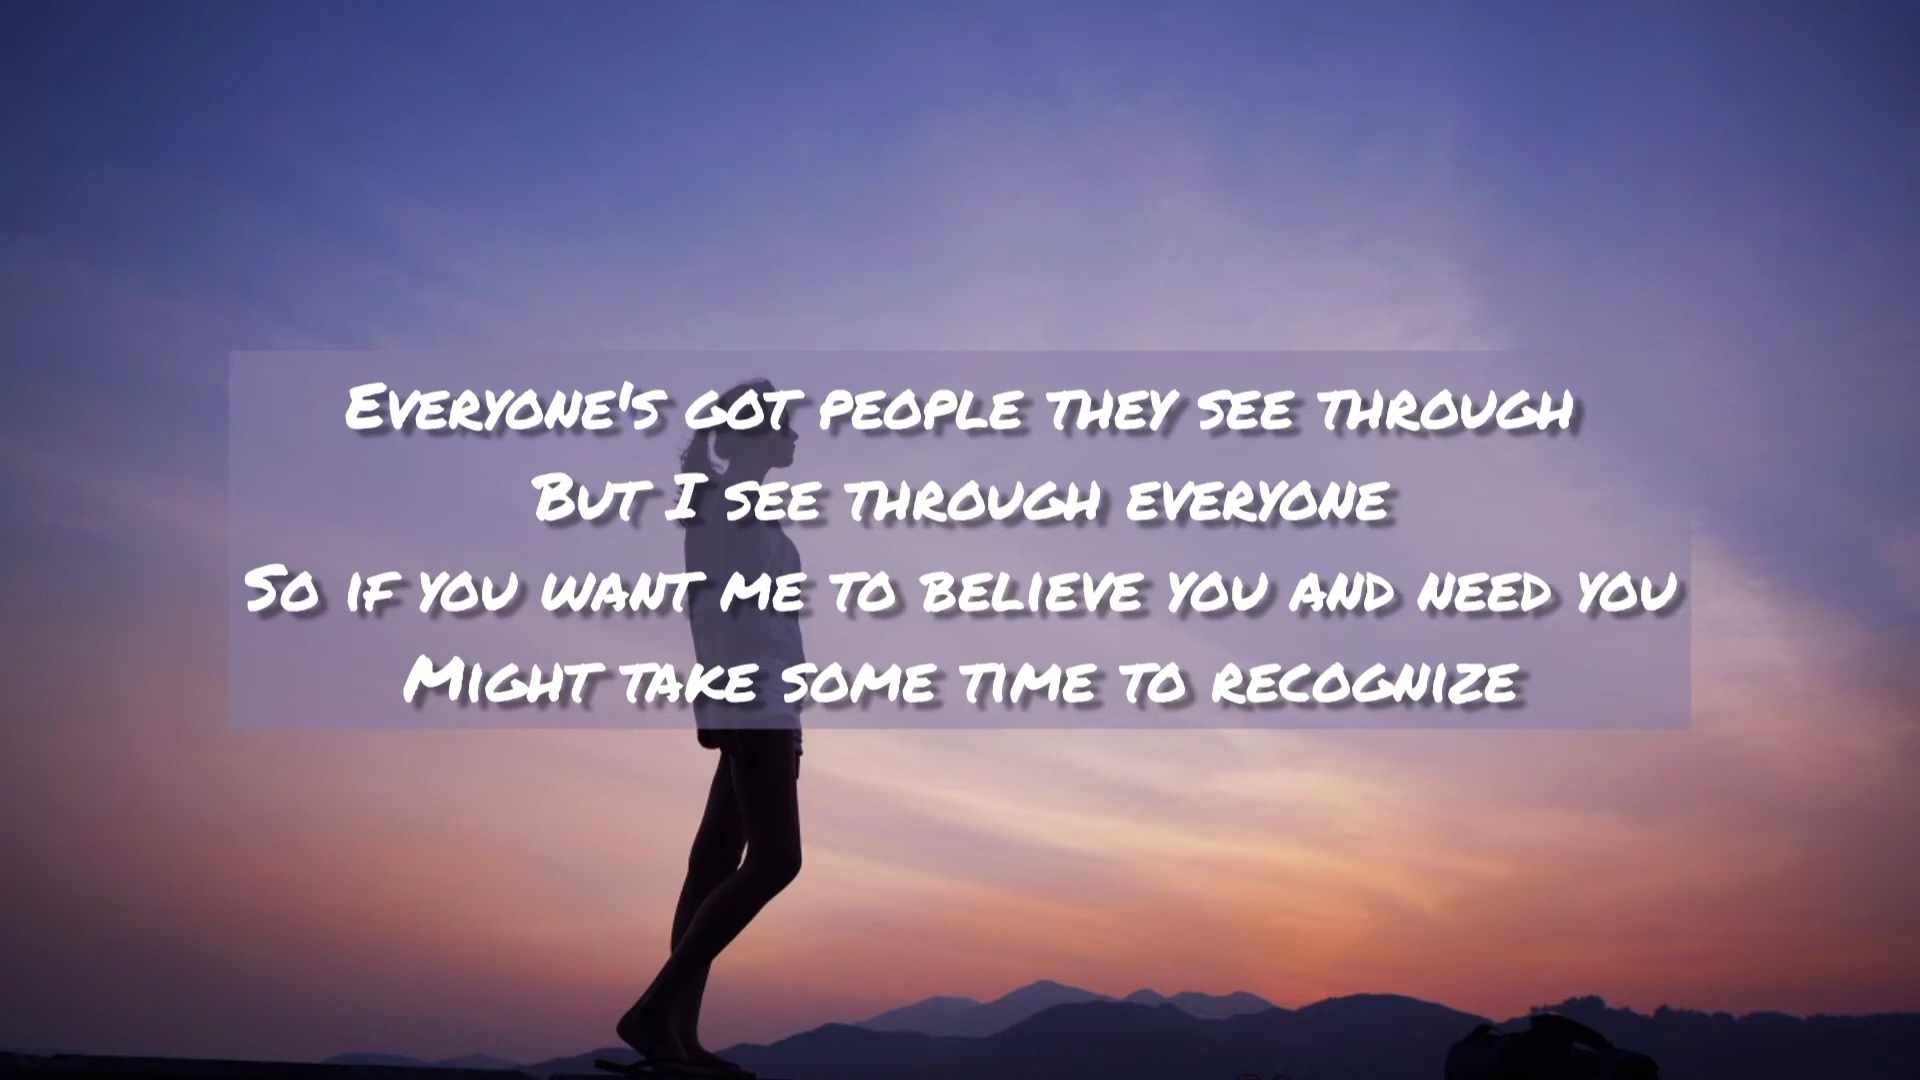 Everyone's got people they see through
But I see through everyone
So if you want me to believe you and need you
Might take some time to recognize